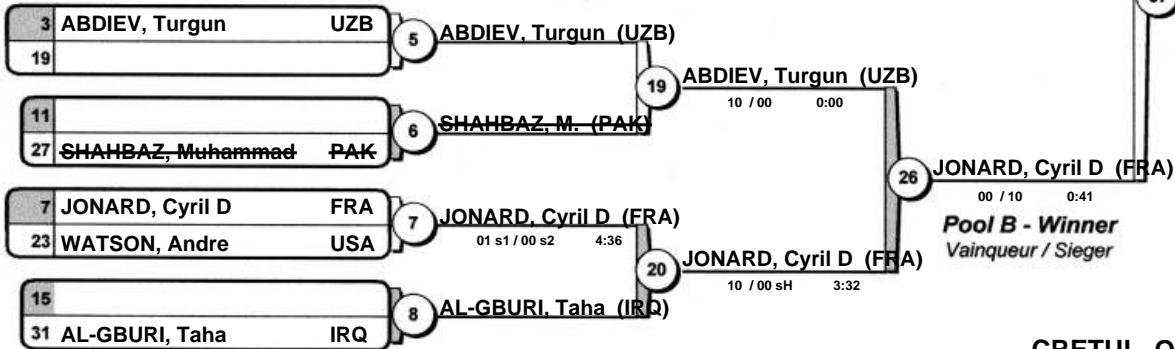 3 ABDIEV, Turgun UZB
19
5 ABDIEV, Turgun (UZB)
19 ABDIEV, Turgun (UZB)
10 / 00 0:00
11
27 SHAHBAZ, Muhammad PAK
6 SHAHBAZ, M. (PAK)
26 JONARD, Cyril D (FRA)
00 / 10 0:41
Pool B - Winner
Vainqueur / Sieger
7 JONARD, Cyril D FRA
23 WATSON, Andre USA
7 JONARD, Cyril D (FRA)
01 s1 / 00 s2 4:36
20 JONARD, Cyril D (FRA)
10 / 00 sH 3:32
15
31 AL-GBURI, Taha IRQ
8 AL-GBURI, Taha (IRQ)